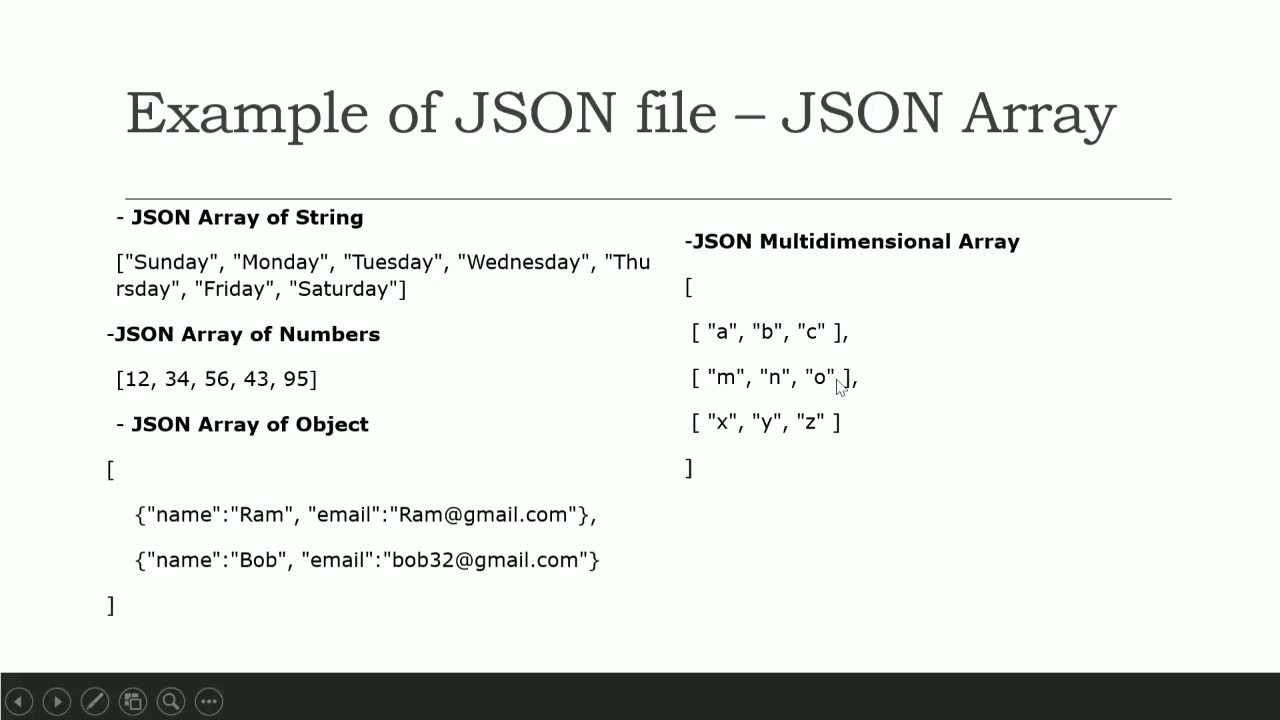 Example of JSON file – JSON Array
- JSON Array of String
["Sunday", "Monday", "Tuesday", "Wednesday", "Thu
rsday", "Friday", "Saturday"]
-JSON Array of Numbers
[12, 34, 56, 43, 95]
- JSON Array of Object
[
{"name":"Ram", "email":"Ram@gmail.com"},
{"name":"Bob", "email":"bob32@gmail.com"}
]
-JSON Multidimensional Array
[
[ "a", "b", "c" ],
[ "m", "n", "o" ],
[ "x", "y", "z" ]
]